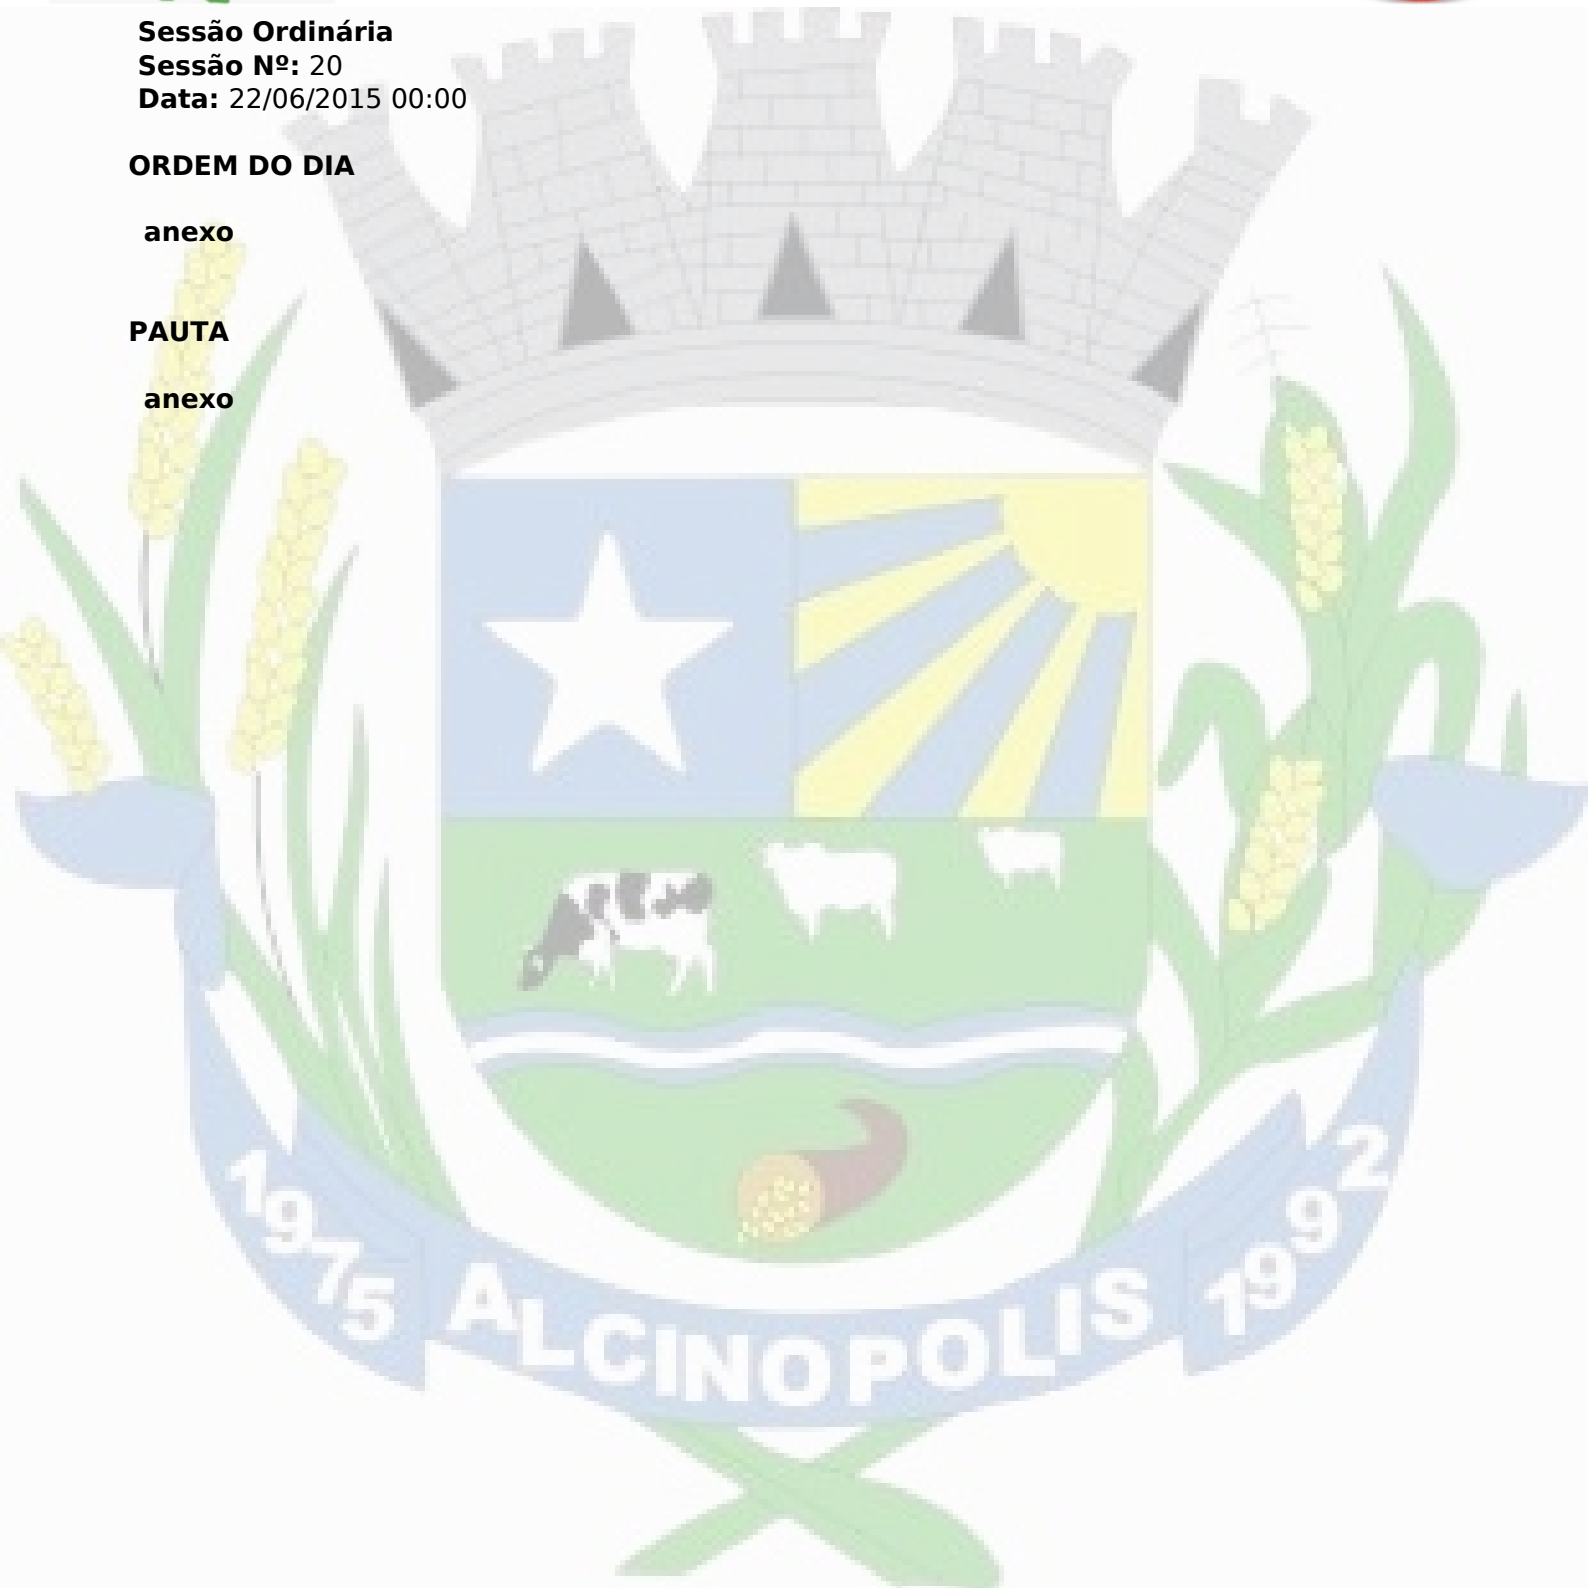 Sessão Ordinária
Sessão Nº: 20
Data: 22/06/2015 00:00
ORDEM DO DIA
anexo
PAUTA
anexo
1975 ALCINOPOLIS 1992